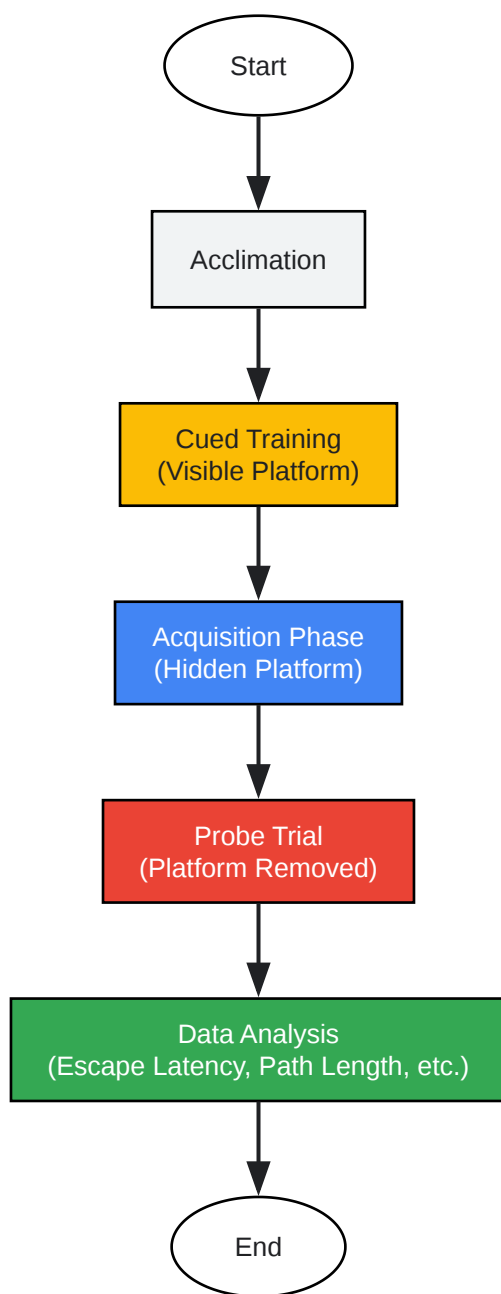 Start
Acclimation
Cued Training
(Visible Platform)
Acquisition Phase
(Hidden Platform)
Probe Trial
(Platform Removed)
Data Analysis
(Escape Latency, Path Length, etc.)
End